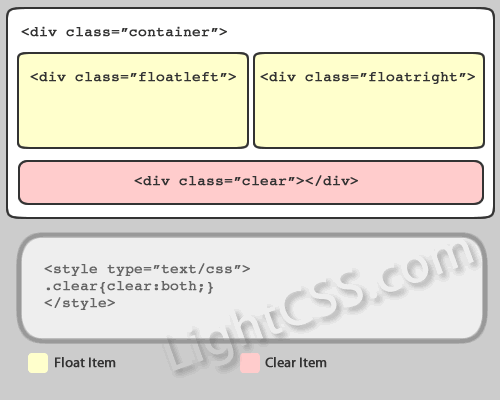 <div class=”container”>
<div class=”floatleft”>
<div class=”floatright”>
<div class=”clear”></div>
<style type=”text/css”>
.clear{clear:both;}
</style>
LightCSS.com
Float Item
Clear Item